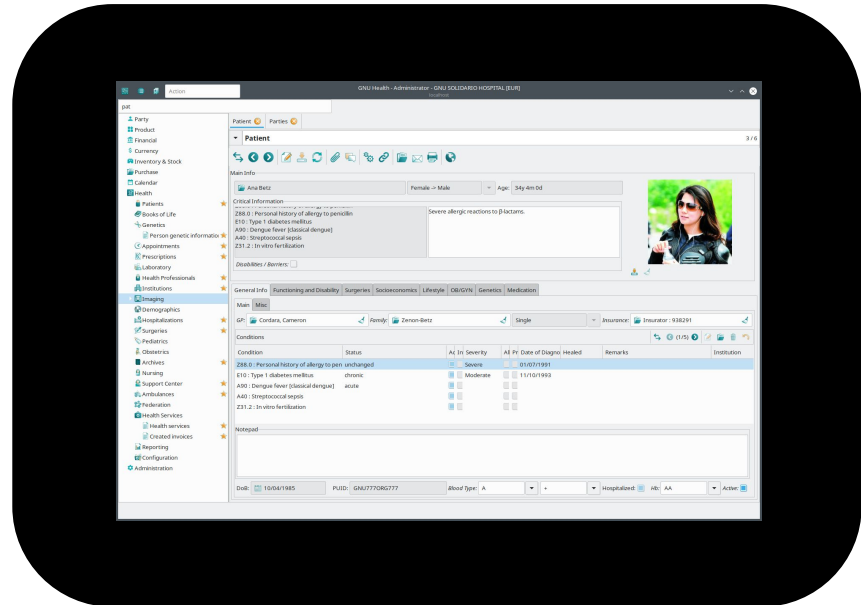 Action
GNU Health - Administrator - GNU SOLIDARIO HOSPITAL [EUR]
localhost
pat
Party
Product
Financial
Currency
Inventory & Stock
Purchase
Calendar
Health
Patients
Books of Life
Genetics
Person genetic informatio
Appointments
Prescriptions
Laboratory
Health Professionals
Institutions
Imaging
Demographics
Hospitalizations
Surgeries
Pediatrics
Obstetrics
Archives
Nursing
Support Center
Ambulances
Federation
Health Services
Health services
Created invoices
Reporting
Configuration
Administration
Patient Parties
Patient 3 / 6
Main Info
Ana Betz Female -> Male Age: 34y 4m 0d
Critical Information
Z88.0 : Personal history of allergy to penicillin
E10 : Type 1 diabetes mellitus
A90 : Dengue fever [classical dengue]
A40 : Streptococcal sepsis
Z31.2 : In vitro fertilization
Severe allergic reactions to β-lactams.
Disabilities / Barriers:
General Info Functioning and Disability Surgeries Socioeconomics Lifestyle OB/GYN Genetics Medication
Main Misc
GP: Cordara, Cameron Family: Zenon-Betz Single Insurance: Insurator : 938291
Conditions (1/5)
Condition Status Ac In Severity Al Pr Date of Diagno Healed Remarks Institution
Z88.0 : Personal history of allergy to pen unchanged Severe 01/07/1991
E10 : Type 1 diabetes mellitus chronic Moderate 11/10/1993
A90 : Dengue fever [classical dengue] acute
A40 : Streptococcal sepsis
Z31.2 : In vitro fertilization
Notepad
DoB: 10/04/1985 PUID: GNU777ORG777 Blood Type: A + Hospitalized: Hb: AA Active: